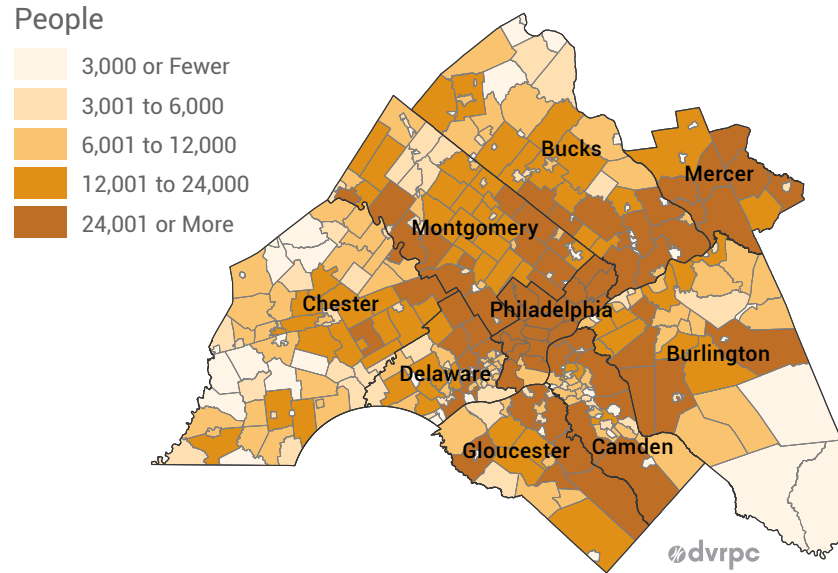 People
3,000 or Fewer
3,001 to 6,000
6,001 to 12,000
12,001 to 24,000
24,001 or More
Bucks
Mercer
Montgomery
Chester
Philadelphia
Burlington
Delaware
Gloucester
Camden
dvrpc